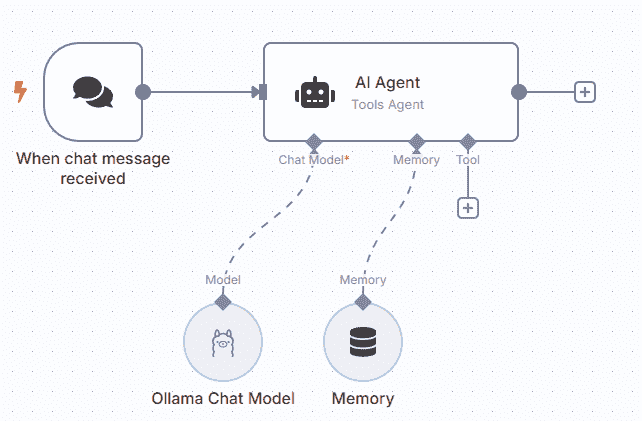 AI Agent
Tools Agent
When chat message
received
Chat Model*
Memory
Tool
Model
Memory
Ollama Chat Model
Memory